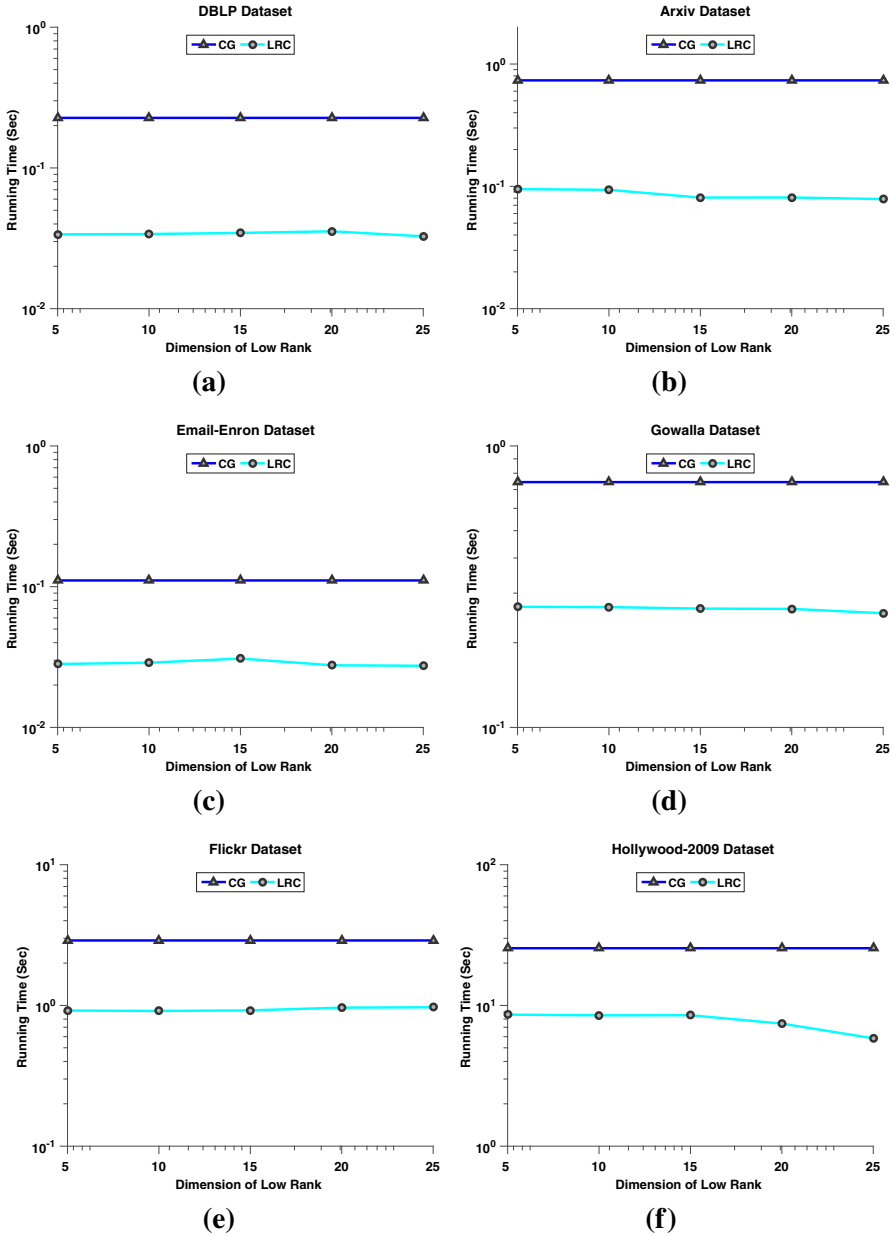 DBLP Dataset
CG LRC
Running Time (Sec)
10^0
10^-1
10^-2
5 10 15 20 25
Dimension of Low Rank
(a)
Arxiv Dataset
CG LRC
Running Time (Sec)
10^0
10^-1
10^-2
5 10 15 20 25
Dimension of Low Rank
(b)
Email-Enron Dataset
CG LRC
Running Time (Sec)
10^0
10^-1
10^-2
5 10 15 20 25
Dimension of Low Rank
(c)
Gowalla Dataset
CG LRC
Running Time (Sec)
10^0
10^-1
5 10 15 20 25
Dimension of Low Rank
(d)
Flickr Dataset
CG LRC
Running Time (Sec)
10^1
10^0
10^-1
5 10 15 20 25
Dimension of Low Rank
(e)
Hollywood-2009 Dataset
CG LRC
Running Time (Sec)
10^2
10^1
10^0
5 10 15 20 25
Dimension of Low Rank
(f)